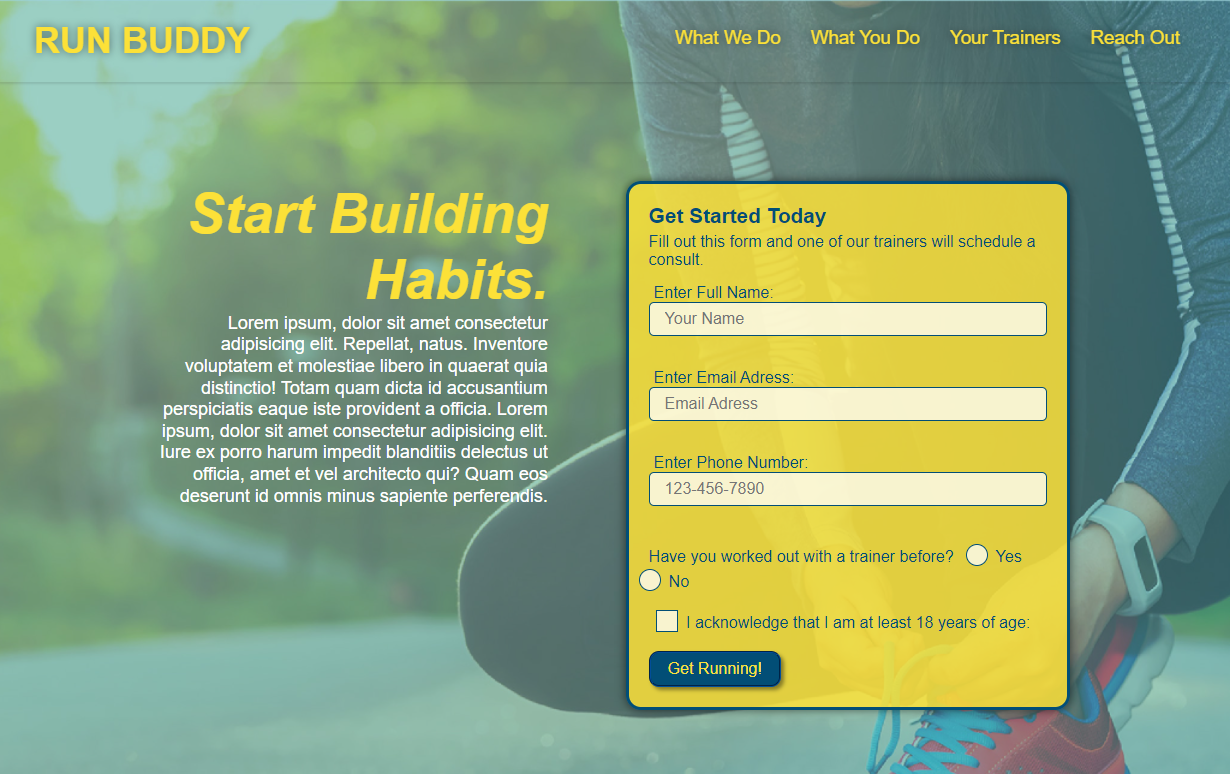 RUN BUDDY
What We Do
What You Do
Your Trainers
Reach Out
Start Building
Habits.
Lorem ipsum, dolor sit amet consectetur
adipisicing elit. Repellat, natus. Inventore
voluptatem et molestiae libero in quaerat quia
distinctio! Totam quam dicta id accusantium
perspiciatis eaque iste provident a officia. Lorem
ipsum, dolor sit amet consectetur adipisicing elit.
Iure ex porro harum impedit blanditiis delectus ut
officia, amet et vel architecto qui? Quam eos
deserunt id omnis minus sapiente perferendis.
Get Started Today
Fill out this form and one of our trainers will schedule a
consult.
Enter Full Name:
Your Name
Enter Email Adress:
Email Adress
Enter Phone Number:
123-456-7890
Have you worked out with a trainer before? Yes
No
I acknowledge that I am at least 18 years of age:
Get Running!